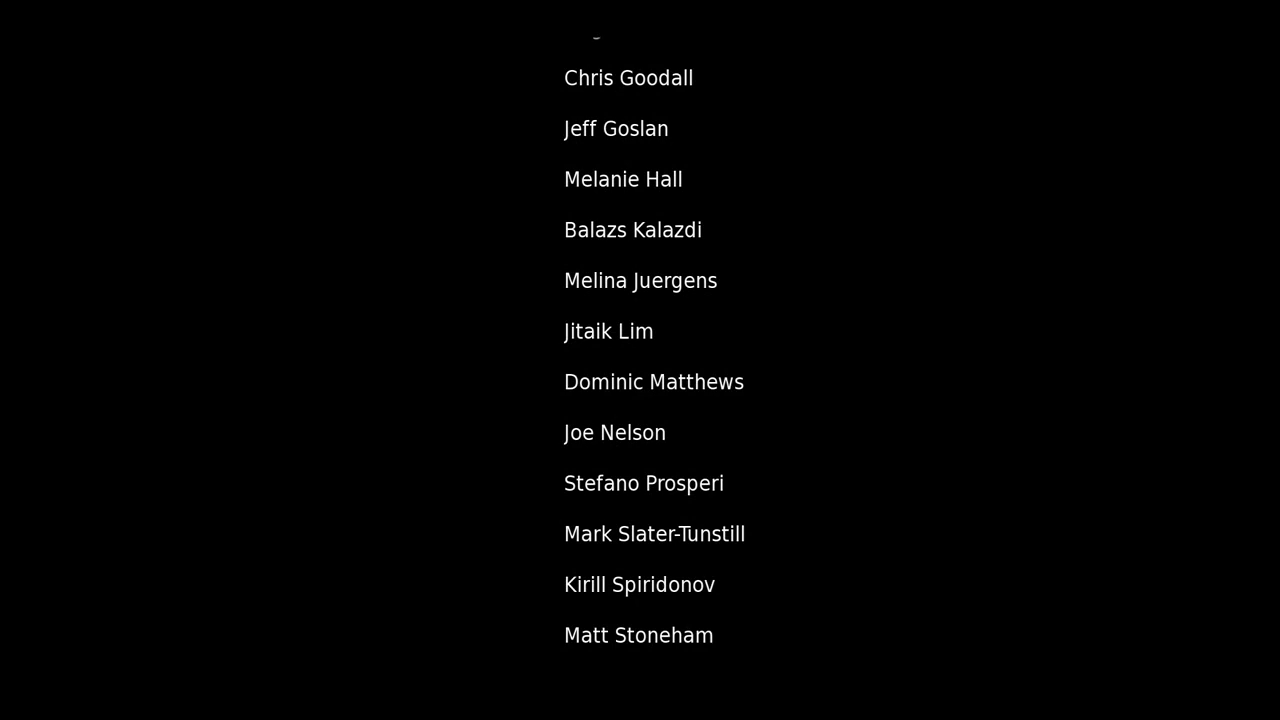 Chris Goodall
Jeff Goslan
Melanie Hall
Balazs Kalazdi
Melina Juergens
Jitaik Lim
Dominic Matthews
Joe Nelson
Stefano Prosperi
Mark Slater-Tunstill
Kirill Spiridonov
Matt Stoneham